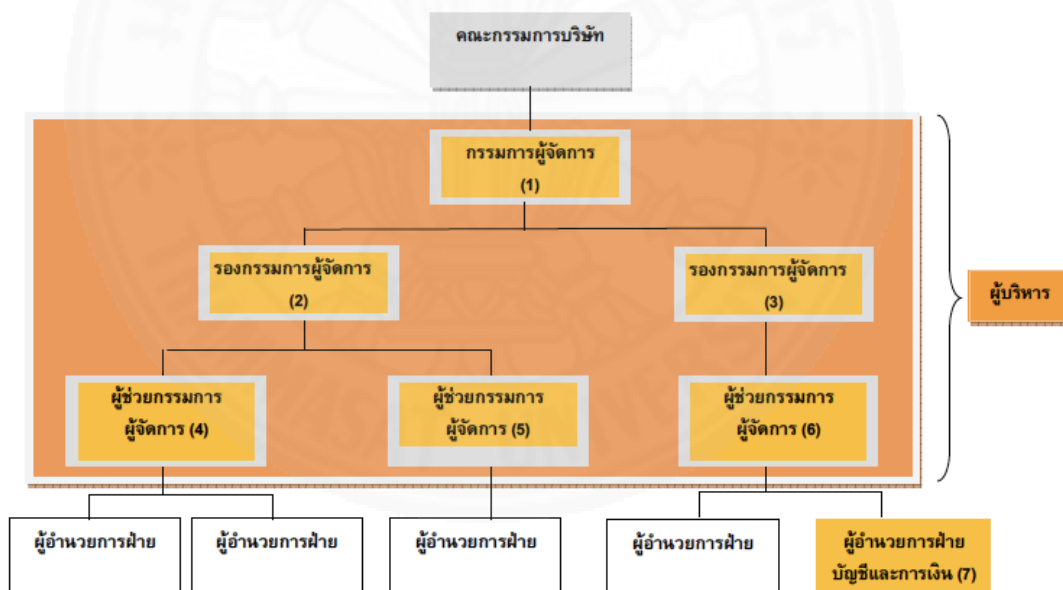 คณะกรรมการบริษัท
กรรมการผู้จัดการ
(1)
รองกรรมการผู้จัดการ
(2)
รองกรรมการผู้จัดการ
(3)
ผู้บริหาร
ผู้ช่วยกรรมการ
ผู้จัดการ (4)
ผู้ช่วยกรรมการ
ผู้จัดการ (5)
ผู้ช่วยกรรมการ
ผู้จัดการ (6)
ผู้อำนวยการฝ่าย
ผู้อำนวยการฝ่าย
ผู้อำนวยการฝ่าย
ผู้อำนวยการฝ่าย
ผู้อำนวยการฝ่าย
บัญชีและการเงิน (7)